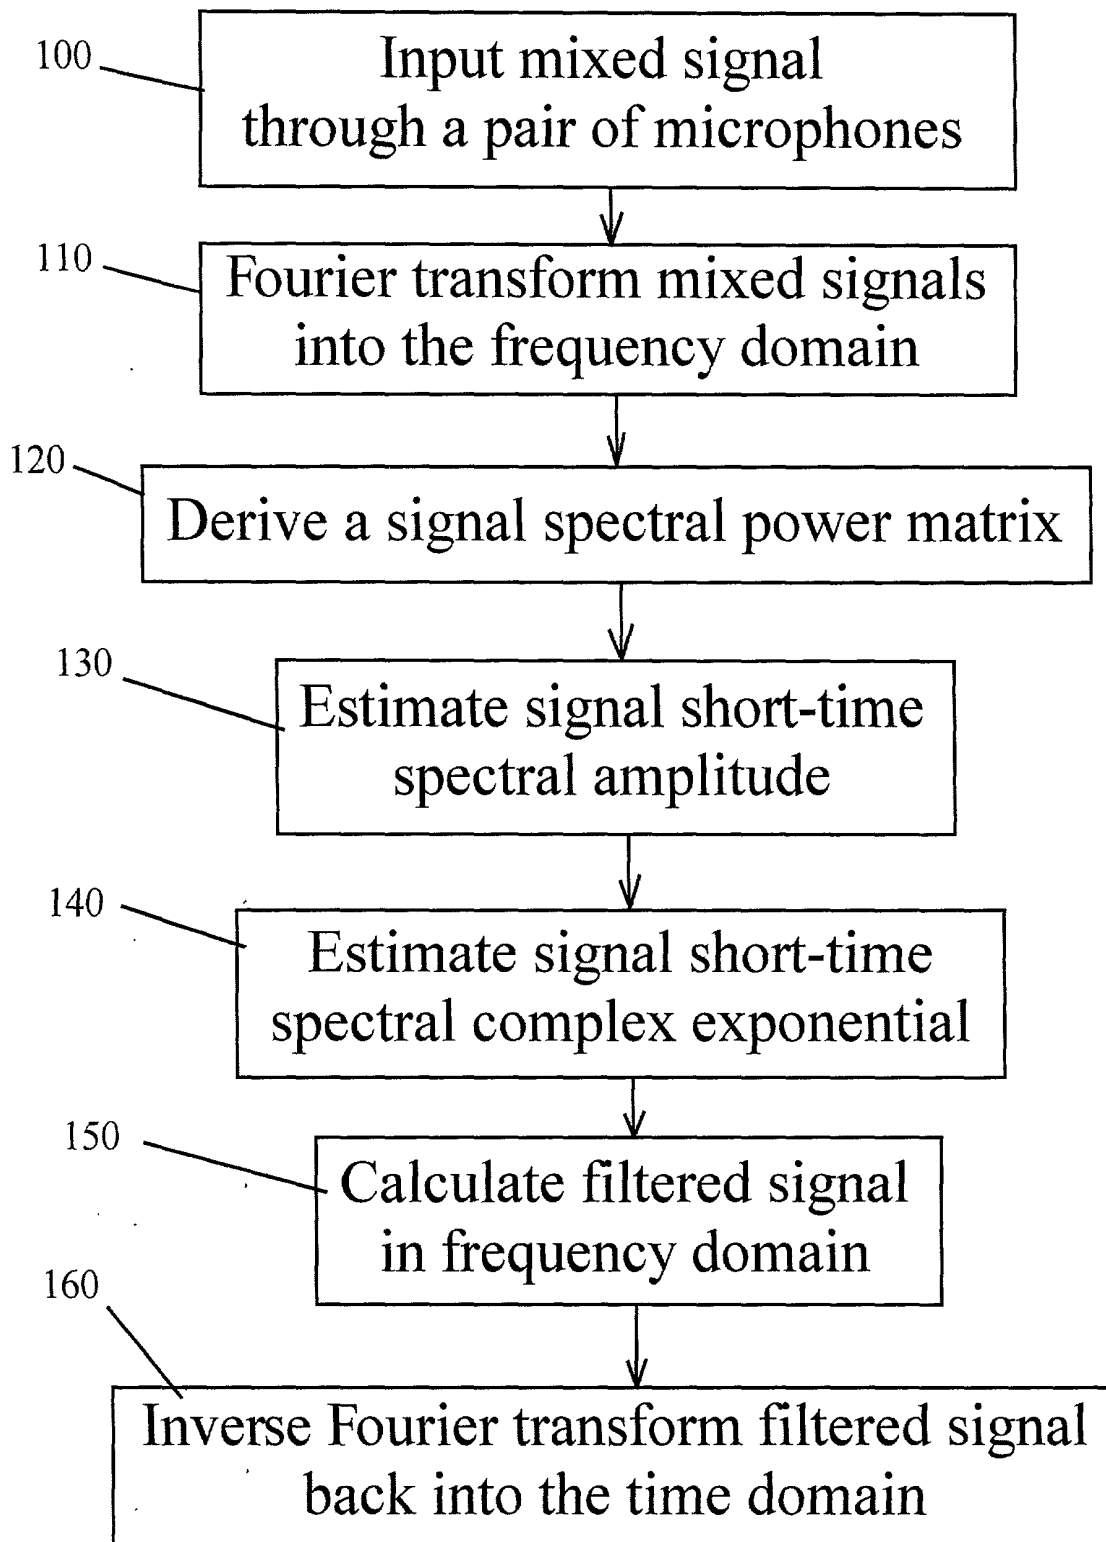 100
Input mixed signal
through a pair of microphones
110
Fourier transform mixed signals
into the frequency domain
120
Derive a signal spectral power matrix
130
Estimate signal short-time
spectral amplitude
140
Estimate signal short-time
spectral complex exponential
150
Calculate filtered signal
in frequency domain
160
Inverse Fourier transform filtered signal
back into the time domain